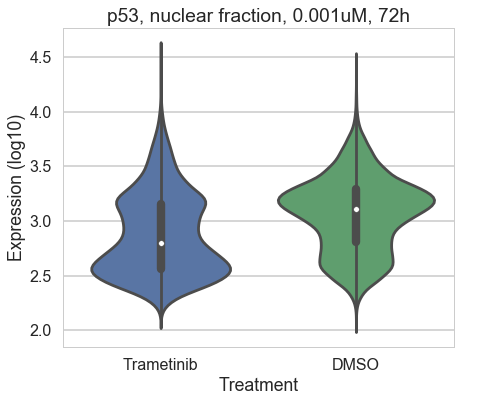 p53, nuclear fraction, 0.001uM, 72h
Expression (log10)
4.5
4.0
3.5
3.0
2.5
2.0
Trametinib DMSO
Treatment